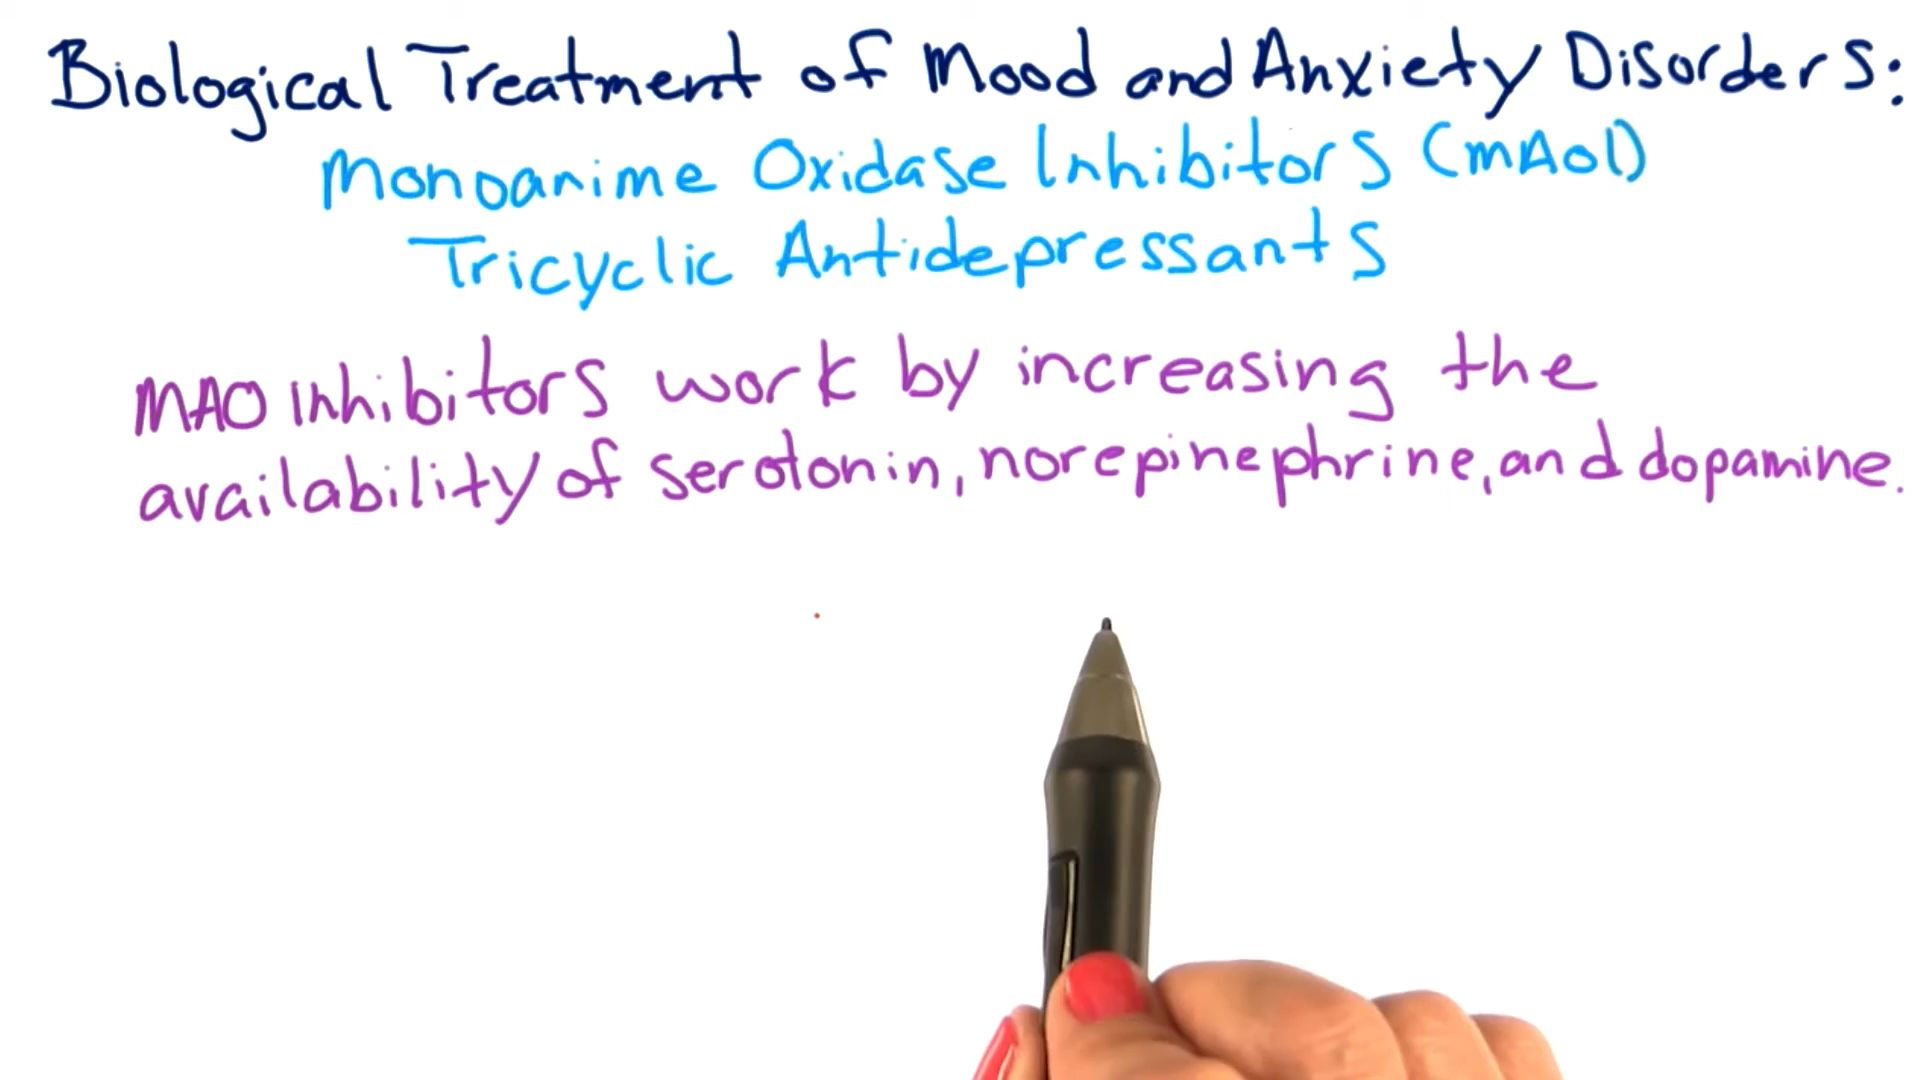 Biological Treatment of Mood and Anxiety Disorders:
Monoanime Oxidase Inhibitors (MAOI)
Tricyclic Antidepressants
MAO Inhibitors work by increasing the
availability of serotonin, norepinephrine, and dopamine.